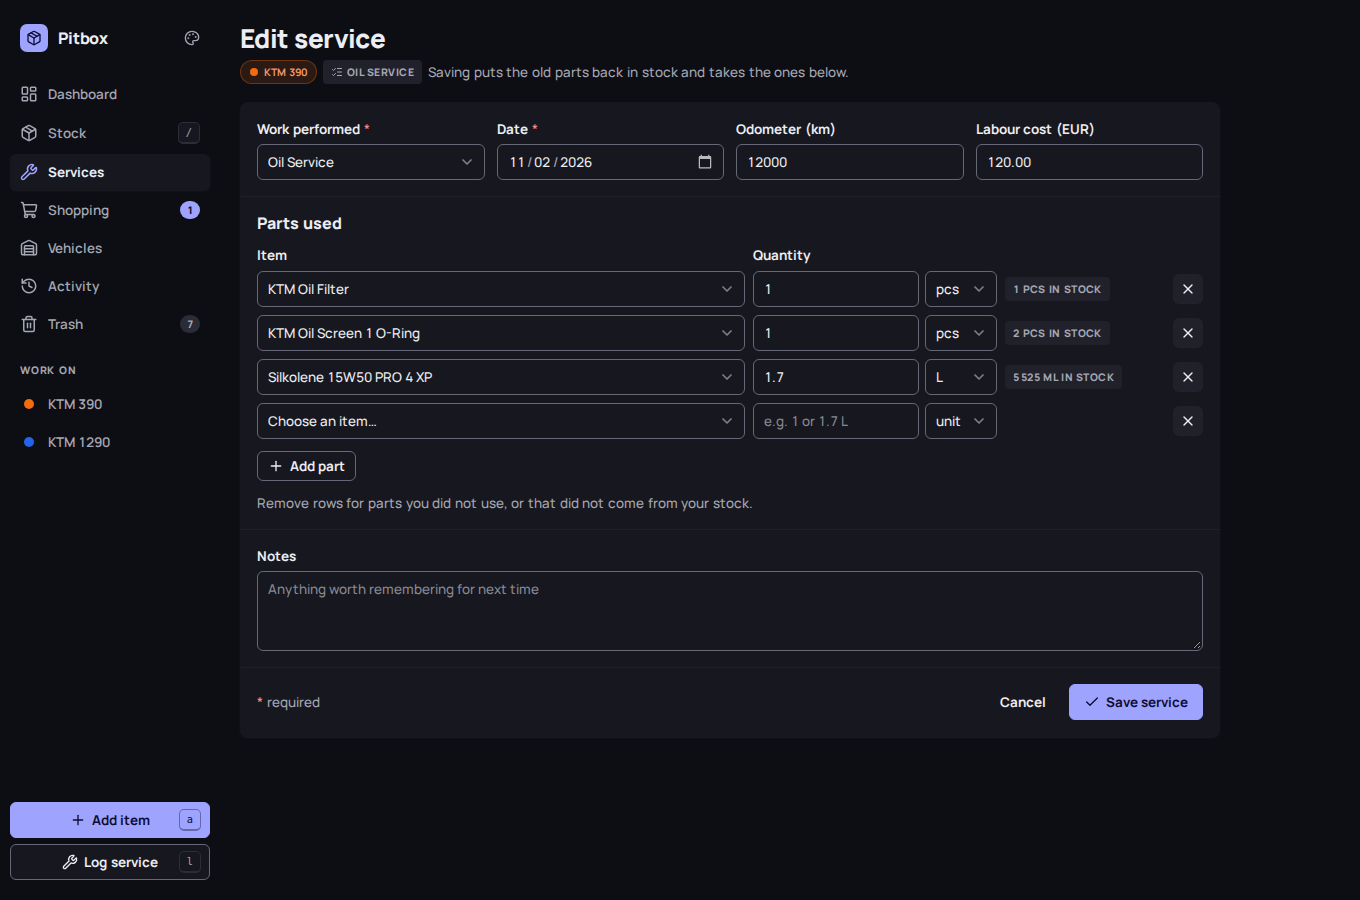 Pitbox
Dashboard
Stock /
Services
Shopping 1
Vehicles
Activity
Trash 7
WORK ON
KTM 390
KTM 1290
Add item a
Log service l
Edit service
KTM 390 OIL SERVICE Saving puts the old parts back in stock and takes the ones below.
Work performed * Date * Odometer (km) Labour cost (EUR)
Oil Service 11/02/2026 12000 120.00
Parts used
Item Quantity
KTM Oil Filter 1 pcs 1 PCS IN STOCK
KTM Oil Screen 1 O-Ring 1 pcs 2 PCS IN STOCK
Silkolene 15W50 PRO 4 XP 1.7 L 5 525 ML IN STOCK
Choose an item… e.g. 1 or 1.7 L unit
Add part
Remove rows for parts you did not use, or that did not come from your stock.
Notes
Anything worth remembering for next time
* required Cancel Save service